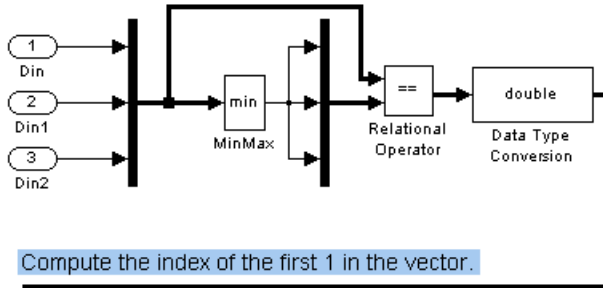 1
Din
2
Din1
3
Din2
min
MinMax
==
Relational
Operator
double
Data Type
Conversion
Compute the index of the first 1 in the vector.